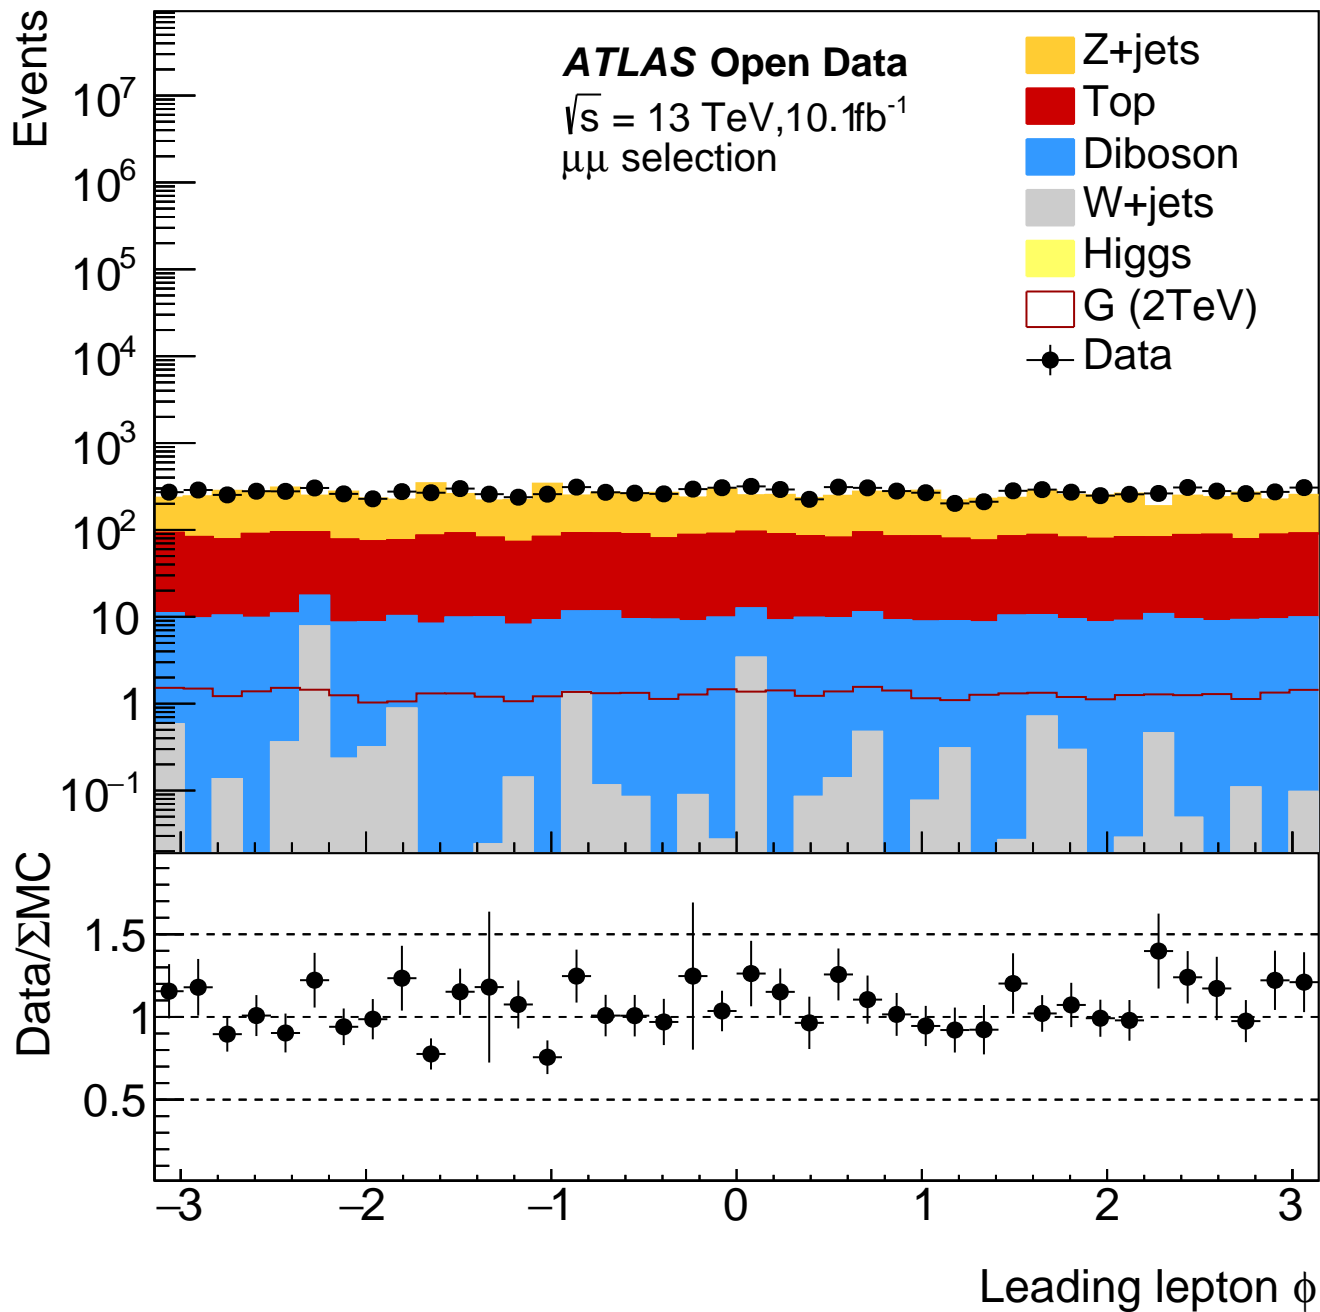 Events
10⁷
10⁶
10⁵
10⁴
10³
10²
10
1
10⁻¹
ATLAS Open Data
√s = 13 TeV,10.1fb⁻¹
μμ selection
Z+jets
Top
Diboson
W+jets
Higgs
G (2TeV)
Data
Data/ΣMC
1.5
1
0.5
−3 −2 −1 0 1 2 3
Leading lepton ϕ